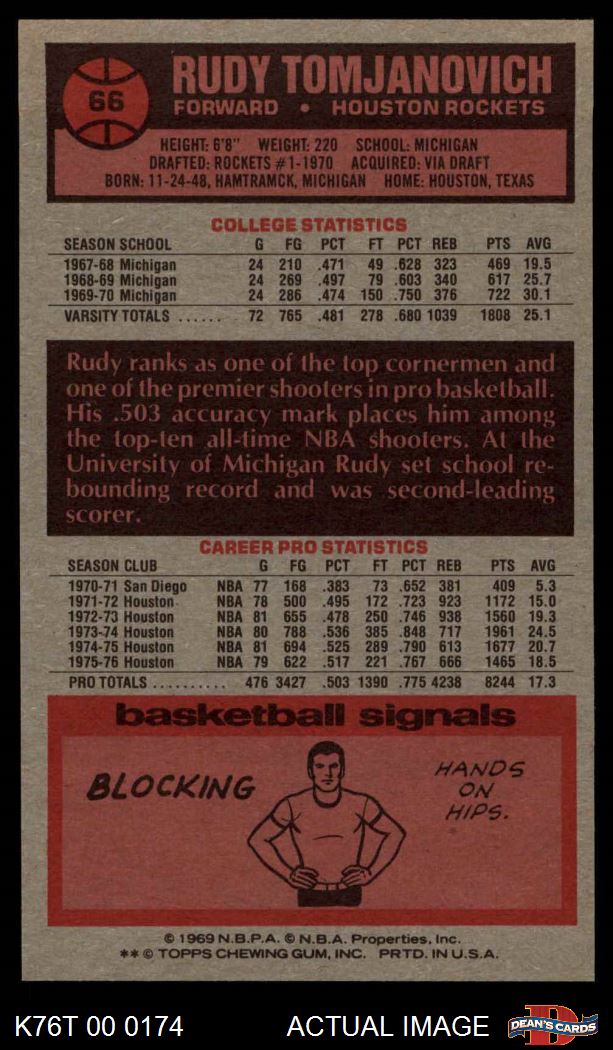 66
RUDY TOMJANOVICH
FORWARD • HOUSTON ROCKETS
HEIGHT: 6'8" WEIGHT: 220 SCHOOL: MICHIGAN
DRAFTED: ROCKETS #1-1970 ACQUIRED: VIA DRAFT
BORN: 11-24-48, HAMTRAMCK, MICHIGAN HOME: HOUSTON, TEXAS
COLLEGE STATISTICS
SEASON SCHOOL G FG PCT FT PCT REB PTS AVG
1967-68 Michigan 24 210 .471 49 .628 323 469 19.5
1968-69 Michigan 24 269 .497 79 .603 340 617 25.7
1969-70 Michigan 24 286 .474 150 .750 376 722 30.1
VARSITY TOTALS ...... 72 765 .481 278 .680 1039 1808 25.1
Rudy ranks as one of the top cornermen and
one of the premier shooters in pro basketball.
His .503 accuracy mark places him among
the top-ten all-time NBA shooters. At the
University of Michigan Rudy set school re-
bounding record and was second-leading
scorer.
CAREER PRO STATISTICS
SEASON CLUB G FG PCT FT PCT REB PTS AVG
1970-71 San Diego NBA 77 168 .383 73 .652 381 409 5.3
1971-72 Houston NBA 78 500 .495 172 .723 923 1172 15.0
1972-73 Houston NBA 81 655 .478 250 .746 938 1560 19.3
1973-74 Houston NBA 80 788 .536 385 .848 717 1961 24.5
1974-75 Houston NBA 81 694 .525 289 .790 613 1677 20.7
1975-76 Houston NBA 79 622 .517 221 .767 666 1465 18.5
PRO TOTALS .......... 476 3427 .503 1390 .775 4238 8244 17.3
basketball signals
BLOCKING
HANDS
ON
HIPS.
© 1969 N.B.P.A. © N.B.A. Properties, Inc.
** © TOPPS CHEWING GUM, INC. PRTD. IN U.S.A.
K76T 00 0174 ACTUAL IMAGE
D
DEAN'S CARDS